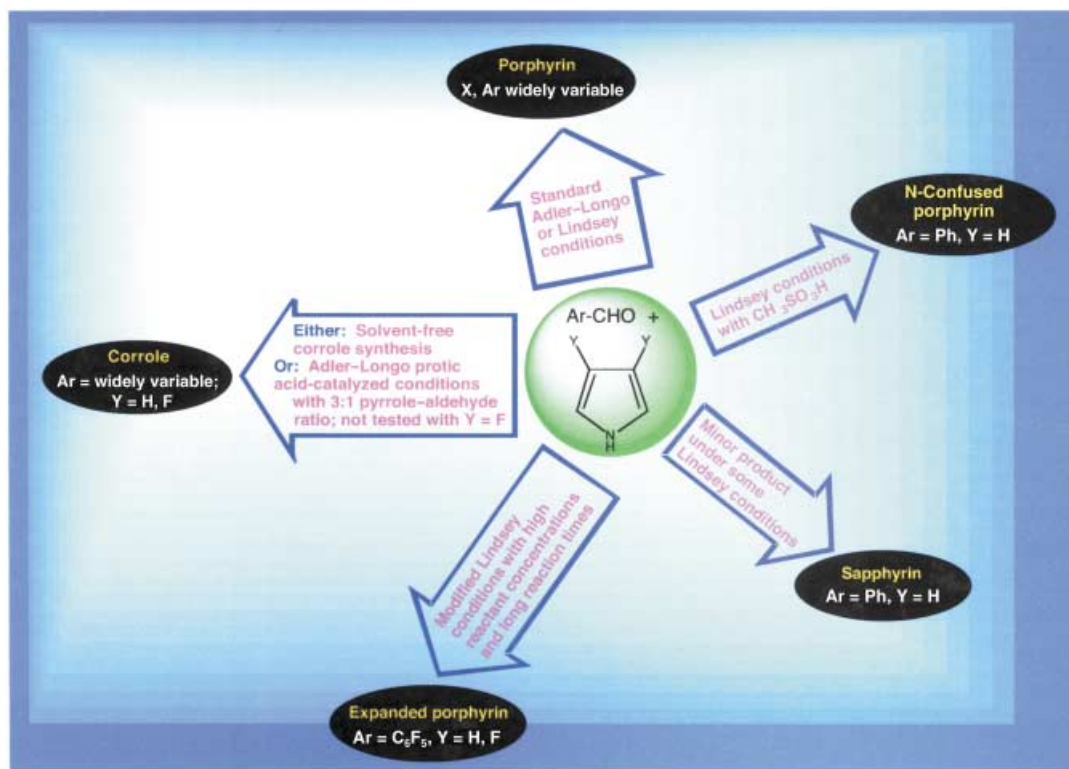 Porphyrin
X, Ar widely variable
Standard
Adler–Longo
or Lindsey
conditions
N-Confused
porphyrin
Ar = Ph, Y = H
Lindsey conditions
with CH₃SO₃H
Ar-CHO +
Y Y
N
H
Either: Solvent-free
corrole synthesis
Or: Adler–Longo protic
acid-catalyzed conditions
with 3:1 pyrrole–aldehyde
ratio; not tested with Y = F
Corrole
Ar = widely variable;
Y = H, F
Minor product
under some
Lindsey conditions
Sapphyrin
Ar = Ph, Y = H
Modified Lindsey
conditions with high
reactant concentrations
and long reaction times
Expanded porphyrin
Ar = C₆F₅, Y = H, F